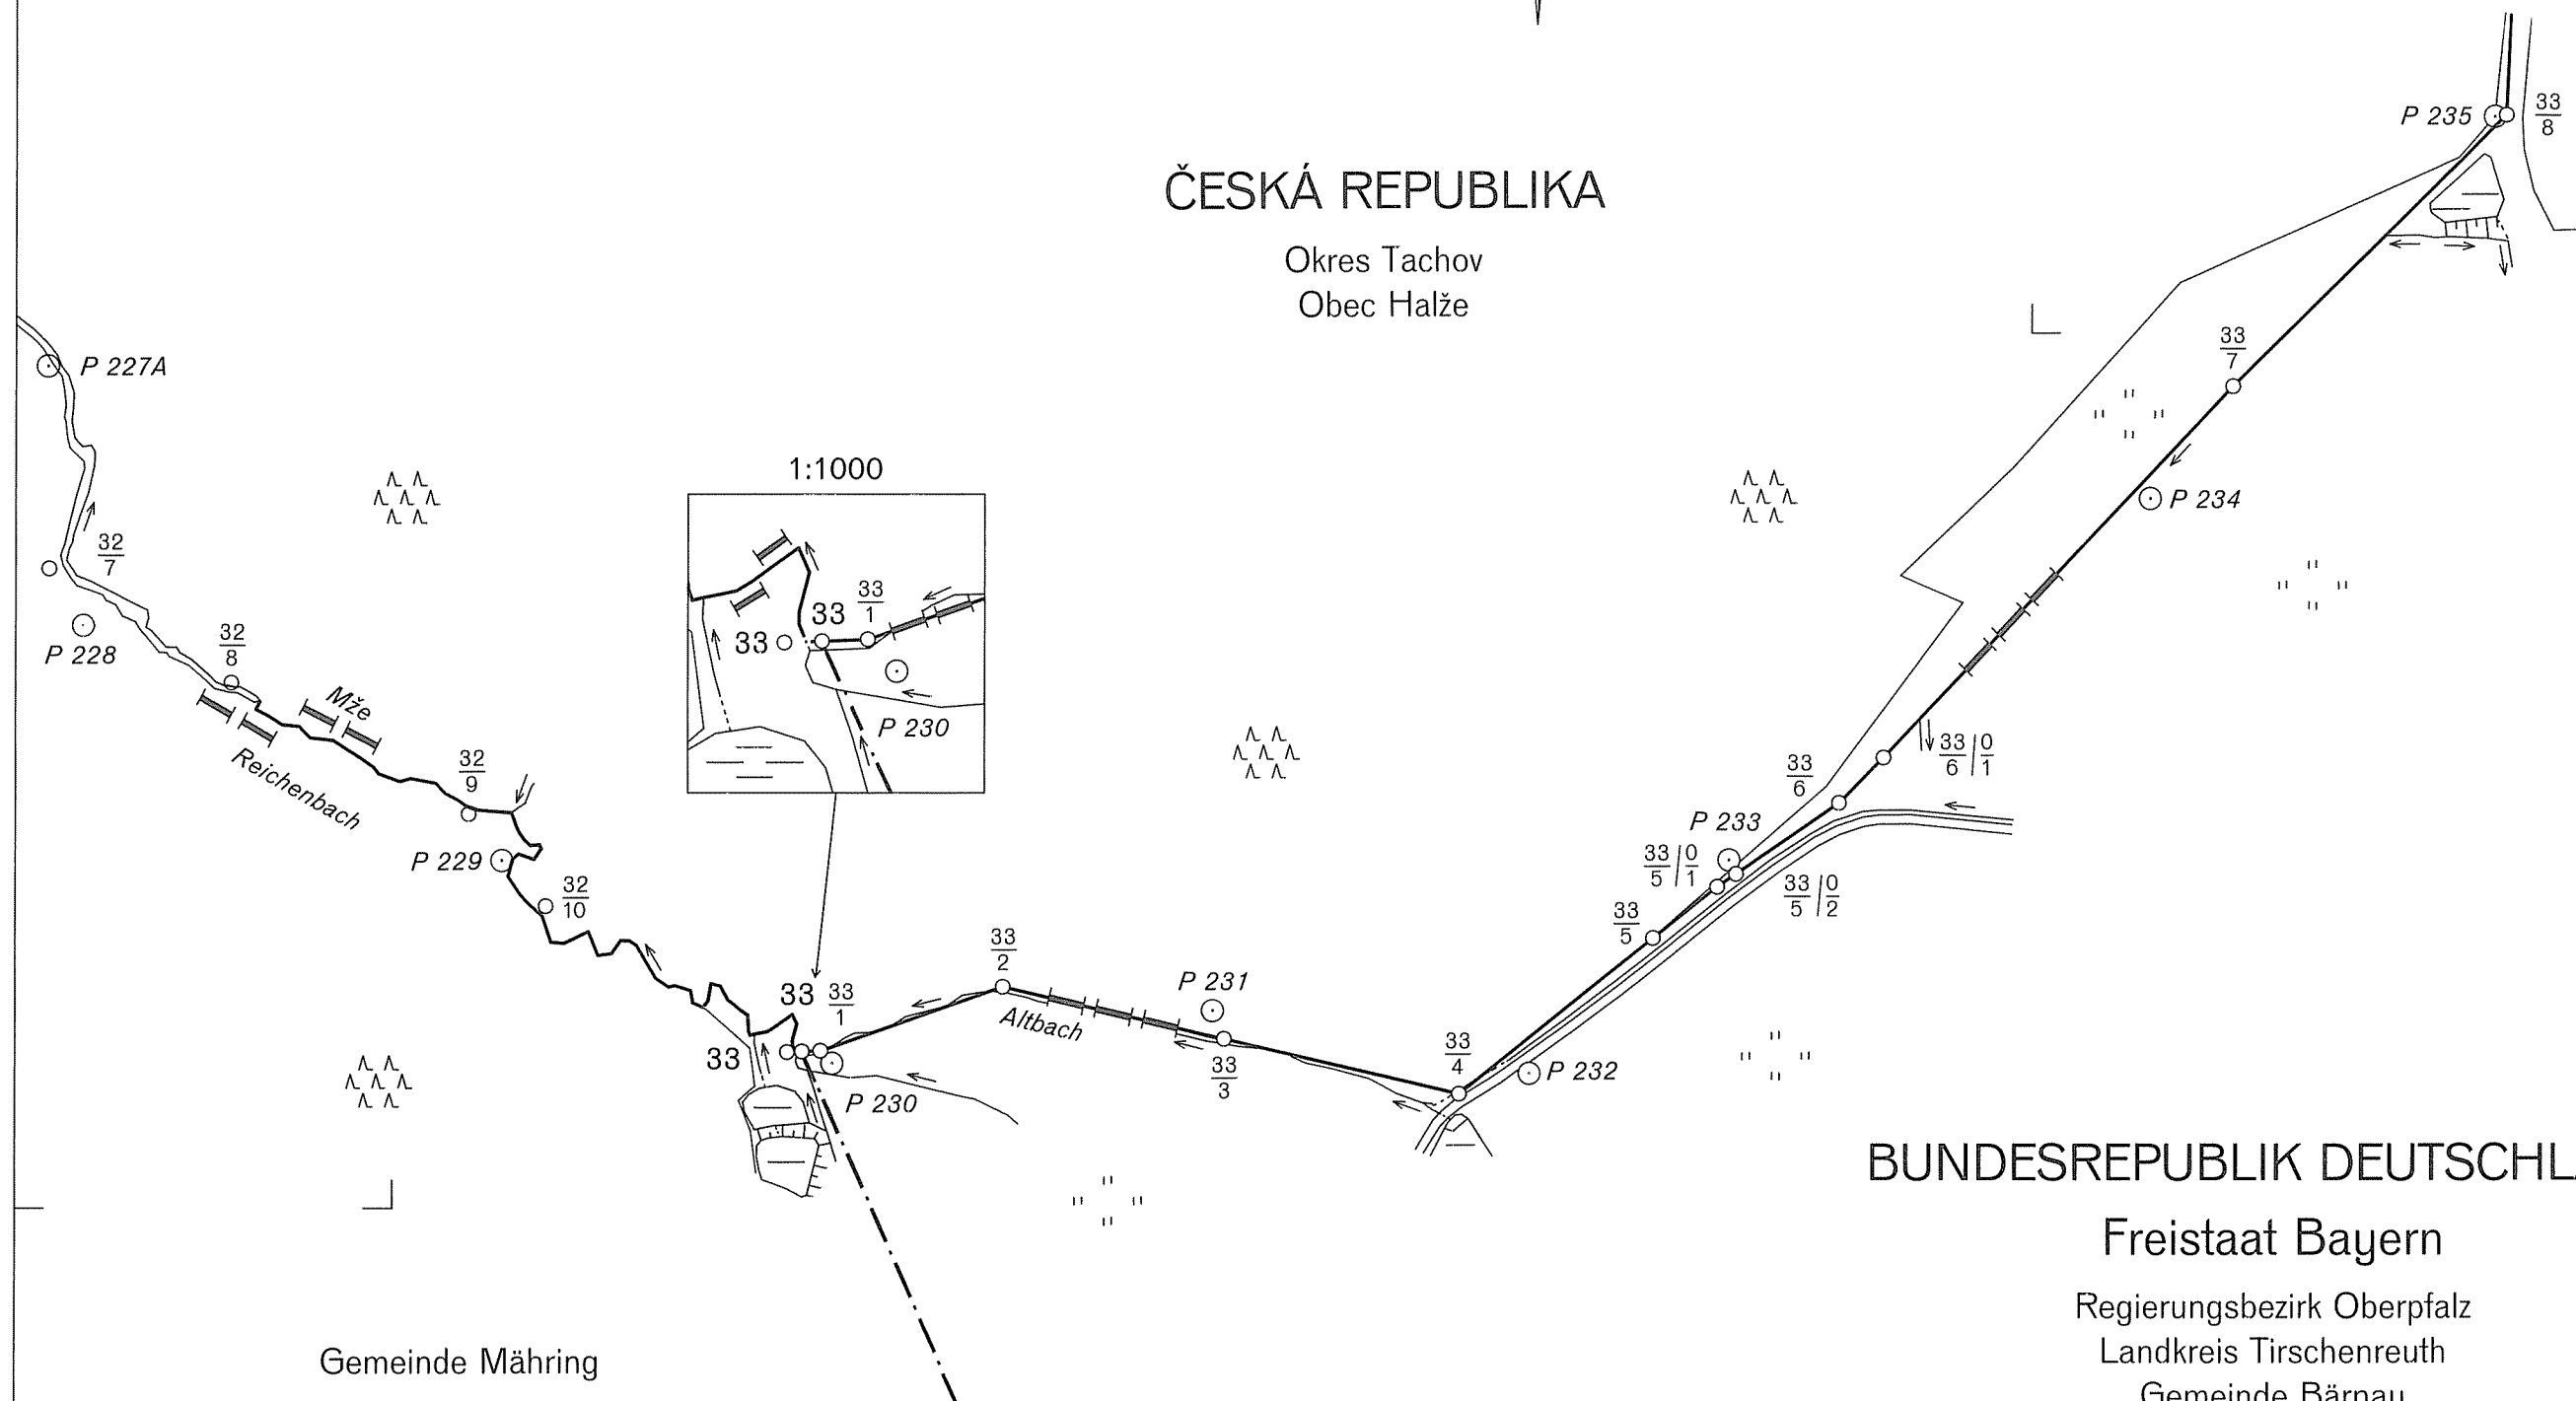 P 235
33
8
ČESKÁ REPUBLIKA
Okres Tachov
Obec Halže
33
7
P 227A
1:1000
P 234
32
7
33
1
33
33
P 228
32
8
Mže
P 230
Reichenbach
33
6
0
1
32
9
33
6
P 233
P 229
33
5
0
1
33
5
0
2
32
10
33
5
33
2
P 231
33
33
1
Altbach
33
33
3
33
4
P 232
P 230
BUNDESREPUBLIK DEUTSCHL
Freistaat Bayern
Regierungsbezirk Oberpfalz
Gemeinde Mähring
Landkreis Tirschenreuth
Gemeinde Bärnau